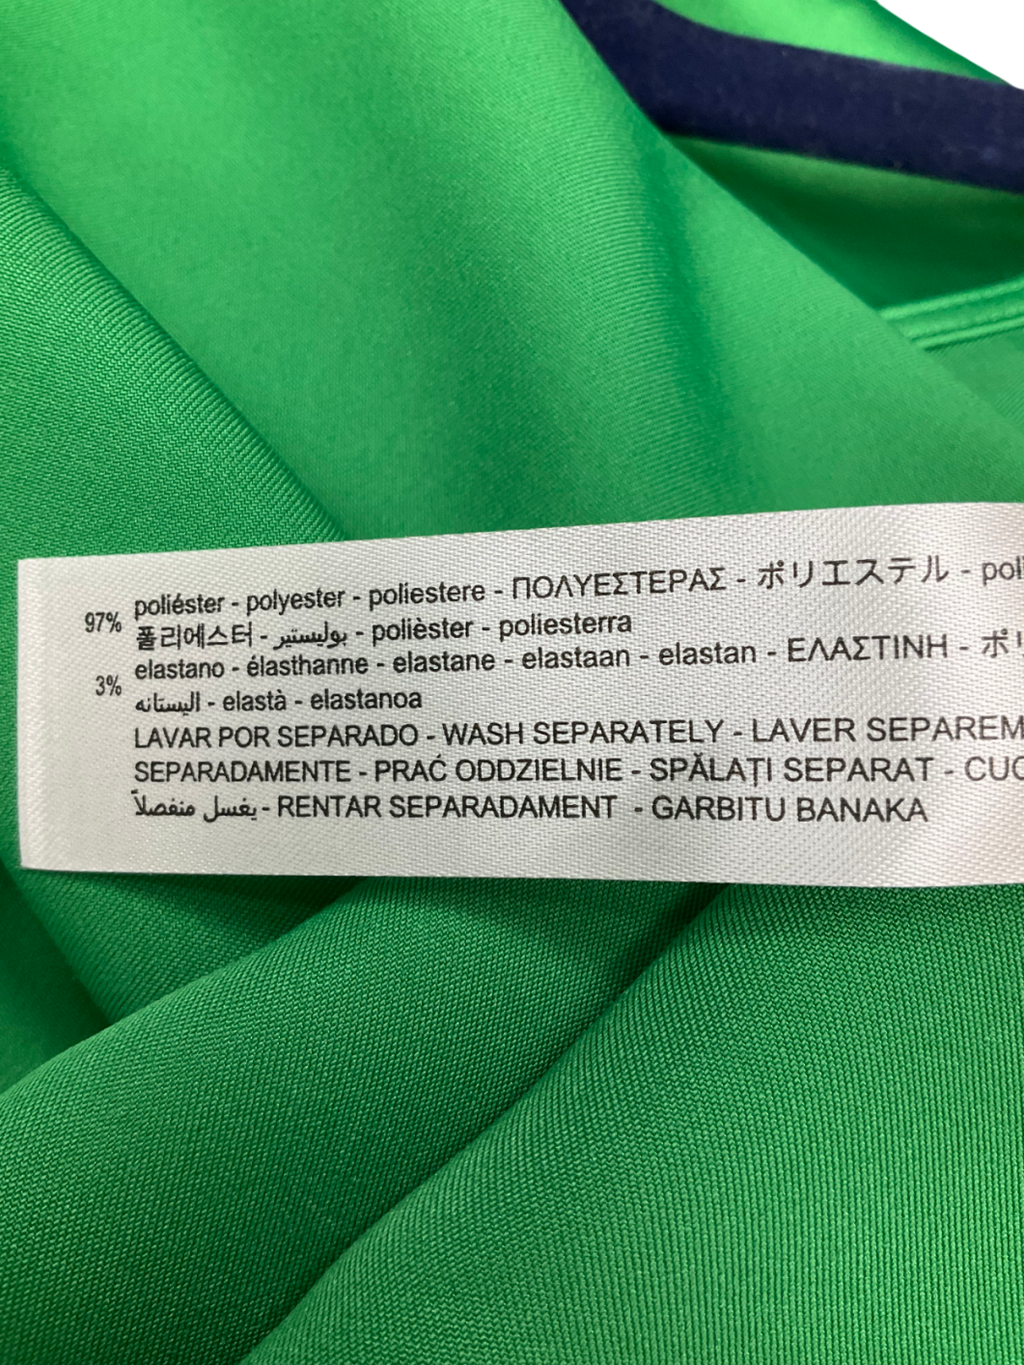 97% poliéster - polyester - poliestere - ΠΟΛΥΕΣΤΕΡΑΣ - ポリエステル -
폴리에스터 - بوليستير - polièster - poliesterra
3% elastano - élasthanne - elastane - elastaan - elastan - ΕΛΑΣΤΙΝΗ -
اليستانه - elastà - elastanoa
LAVAR POR SEPARADO - WASH SEPARATELY - LAVER
SEPARADAMENTE - PRAĆ ODDZIELNIE - SPĂLAȚI SEPARAT -
يغسل منفصلاً - RENTAR SEPARADAMENT - GARBITU BANAKA